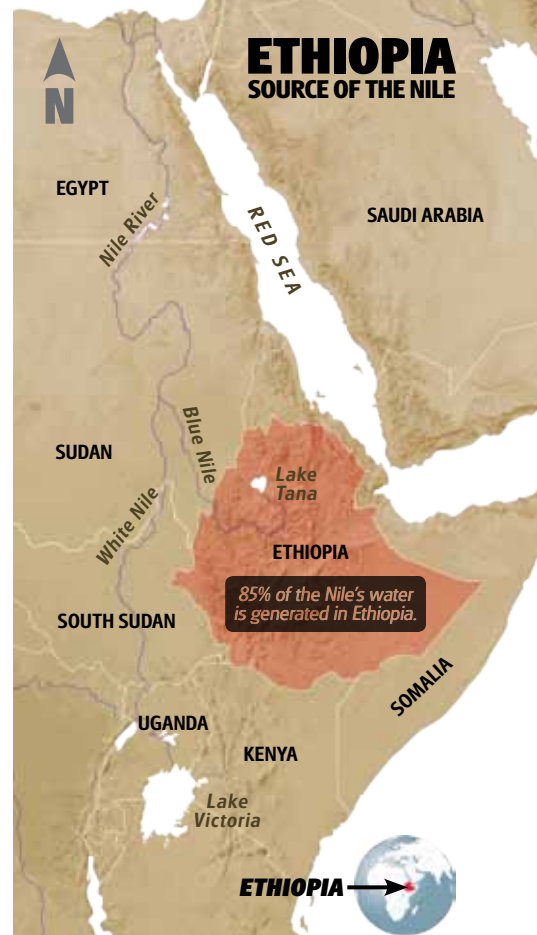 ETHIOPIA
SOURCE OF THE NILE
N
EGYPT
Nile River
RED SEA
SAUDI ARABIA
SUDAN
Blue Nile
White Nile
Lake
Tana
ETHIOPIA
85% of the Nile's water
is generated in Ethiopia.
SOUTH SUDAN
SOMALIA
UGANDA
KENYA
Lake
Victoria
ETHIOPIA